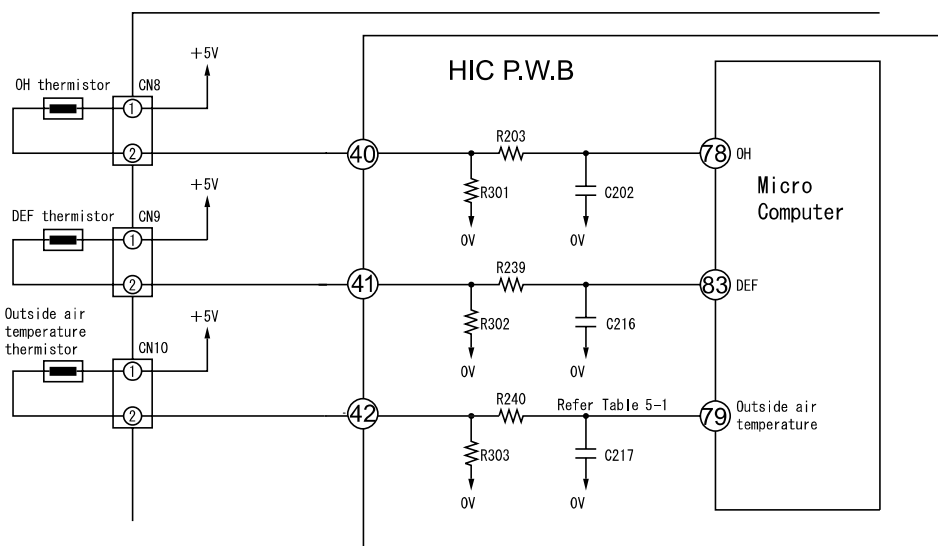 HIC P.W.B
+5V
OH thermistor
CN8
1
2
40
R203
R301
0V
C202
0V
78
OH
Micro
Computer
+5V
DEF thermistor
CN9
1
2
41
R239
R302
0V
C216
0V
83
DEF
Outside air
temperature
thermistor
+5V
CN10
1
2
42
R240
Refer Table 5-1
R303
0V
C217
0V
79
Outside air
temperature